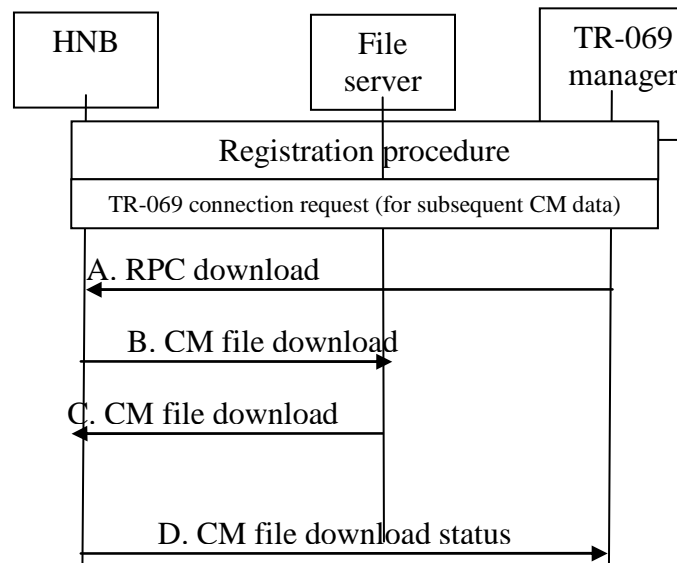 HNB
File
server
TR-069
manager
Registration procedure
TR-069 connection request (for subsequent CM data)
A. RPC download
B. CM file download
C. CM file download
D. CM file download status